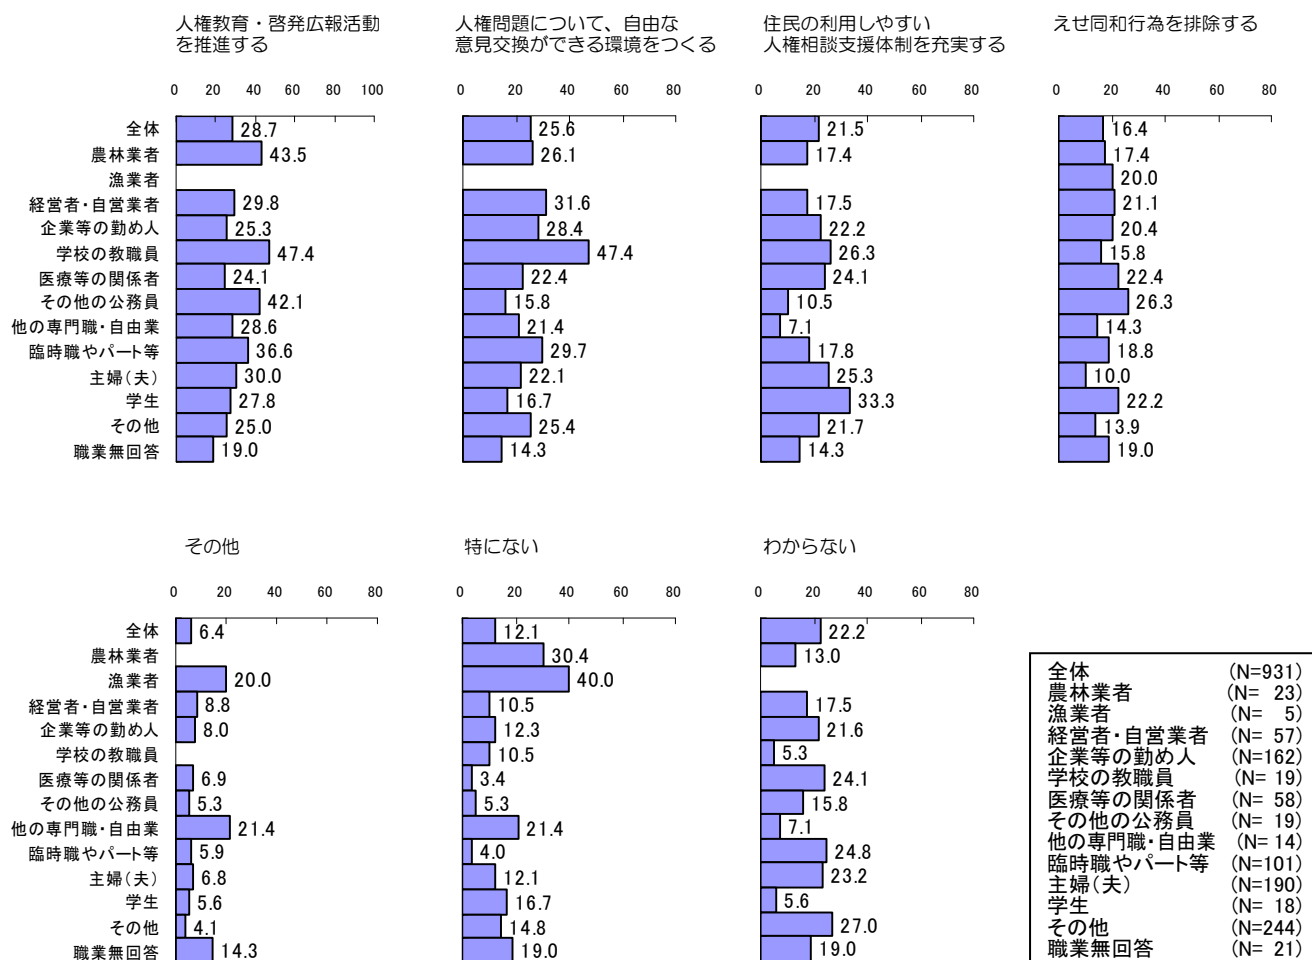 人権教育・啓発広報活動
を推進する
人権問題について、自由な
意見交換ができる環境をつくる
住民の利用しやすい
人権相談支援体制を充実する
えせ同和行為を排除する
0 20 40 60 80 100
0 20 40 60 80
0 20 40 60 80
0 20 40 60 80
全体 28.7 25.6 21.5 16.4
農林業者 43.5 26.1 17.4 17.4
漁業者 20.0
経営者・自営業者 29.8 31.6 17.5 21.1
企業等の勤め人 25.3 28.4 22.2 20.4
学校の教職員 47.4 47.4 26.3 15.8
医療等の関係者 24.1 22.4 24.1 22.4
その他の公務員 42.1 15.8 10.5 26.3
他の専門職・自由業 28.6 21.4 7.1 14.3
臨時職やパート等 36.6 29.7 17.8 18.8
主婦(夫) 30.0 22.1 25.3 10.0
学生 27.8 16.7 33.3 22.2
その他 25.0 25.4 21.7 13.9
職業無回答 19.0 14.3 14.3 19.0
その他
特にない
わからない
0 20 40 60 80
0 20 40 60 80
0 20 40 60 80
全体 6.4 12.1 22.2
農林業者 30.4 13.0
漁業者 20.0 40.0
経営者・自営業者 8.8 10.5 17.5
企業等の勤め人 8.0 12.3 21.6
学校の教職員 10.5 5.3
医療等の関係者 6.9 3.4 24.1
その他の公務員 5.3 5.3 15.8
他の専門職・自由業 21.4 21.4 7.1
臨時職やパート等 5.9 4.0 24.8
主婦(夫) 6.8 12.1 23.2
学生 5.6 16.7 5.6
その他 4.1 14.8 27.0
職業無回答 14.3 19.0 19.0
全体 (N=931)
農林業者 (N= 23)
漁業者 (N= 5)
経営者・自営業者 (N= 57)
企業等の勤め人 (N=162)
学校の教職員 (N= 19)
医療等の関係者 (N= 58)
その他の公務員 (N= 19)
他の専門職・自由業 (N= 14)
臨時職やパート等 (N=101)
主婦(夫) (N=190)
学生 (N= 18)
その他 (N=244)
職業無回答 (N= 21)